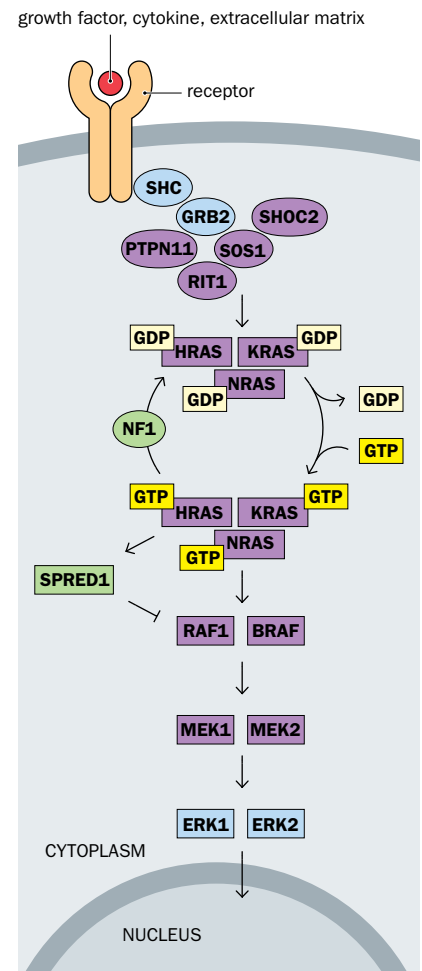 growth factor, cytokine, extracellular matrix
receptor
SHC
GRB2
SHOC2
PTPN11
SOS1
RIT1
GDP
GDP
HRAS
KRAS
NRAS
GDP
GDP
NF1
GTP
GTP
GTP
HRAS
KRAS
NRAS
GTP
SPRED1
RAF1
BRAF
MEK1
MEK2
ERK1
ERK2
CYTOPLASM
NUCLEUS